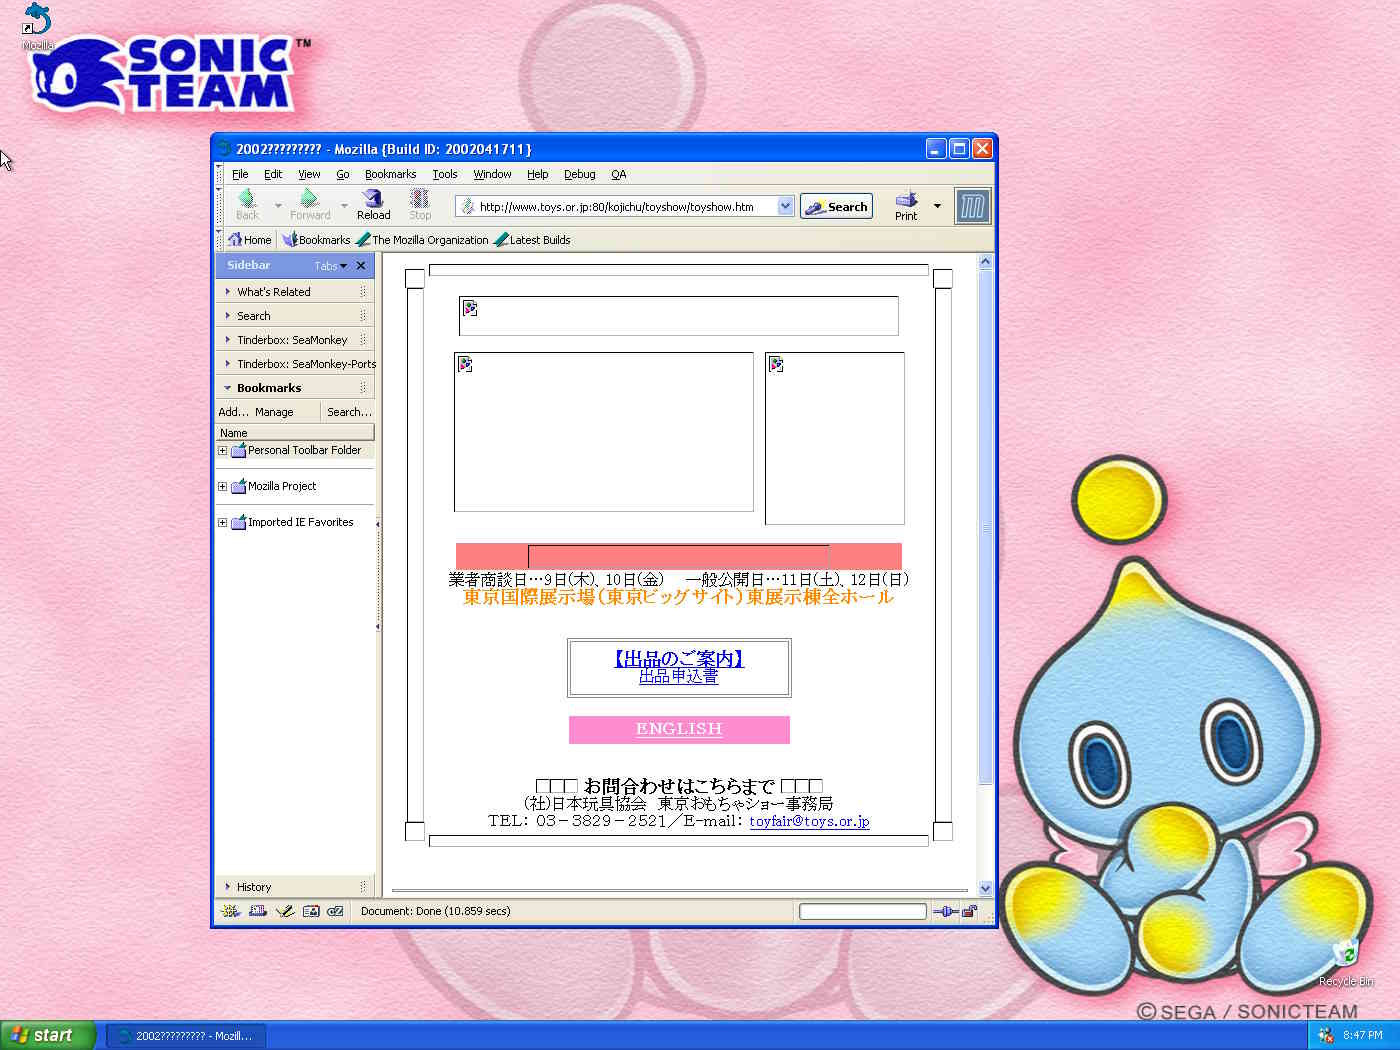 Mozilla
SONIC TEAM™
2002????????? - Mozilla {Build ID: 2002041711}
File Edit View Go Bookmarks Tools Window Help Debug QA
Back Forward Reload Stop http://www.toys.or.jp:80/kojichu/toyshow/toyshow.htm Search Print
Home Bookmarks The Mozilla Organization Latest Builds
Sidebar Tabs
What's Related
Search
Tinderbox: SeaMonkey
Tinderbox: SeaMonkey-Ports
Bookmarks
Add... Manage Search...
Name
Personal Toolbar Folder
Mozilla Project
Imported IE Favorites
History
業者商談日…9日(木)、10日(金)　一般公開日…11日(土)、12日(日)
東京国際展示場(東京ビッグサイト)東展示棟全ホール
【出品のご案内】
出品申込書
ENGLISH
お問合わせはこちらまで
(社)日本玩具協会　東京おもちゃショー事務局
TEL: 03-3829-2521／E-mail: toyfair@toys.or.jp
Document: Done (10.859 secs)
Recycle Bin
©SEGA / SONICTEAM
start 2002????????? - Mozill... 8:47 PM